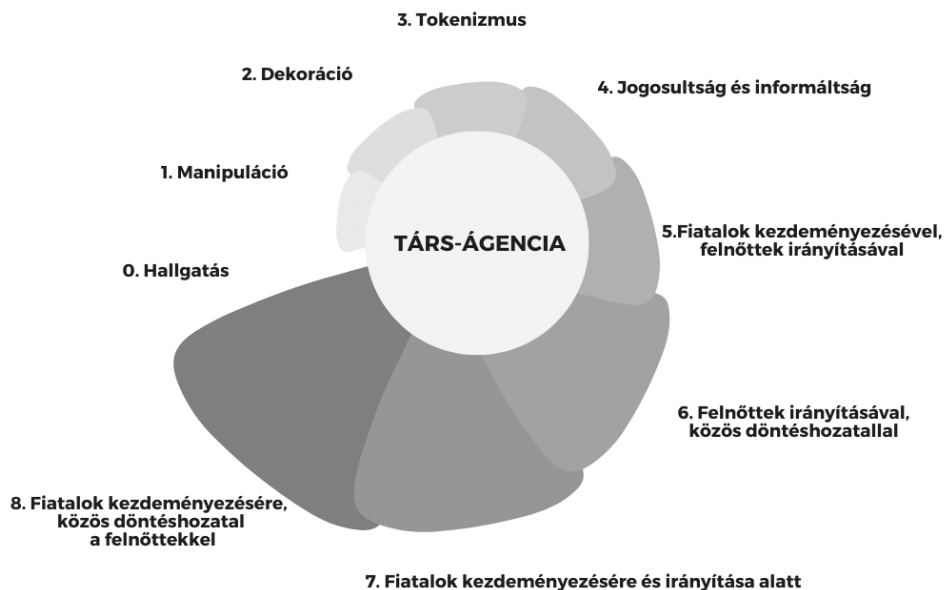 3. Tokenizmus
2. Dekoráció
4. Jogosultság és informáltság
1. Manipuláció
TÁRS-ÁGENCIA
5.Fiatalok kezdeményezésével,
felnőttek irányításával
0. Hallgatás
6. Felnőttek irányításával,
közös döntéshozatallal
8. Fiatalok kezdeményezésére,
közös döntéshozatal
a felnőttekkel
7. Fiatalok kezdeményezésére és irányítása alatt